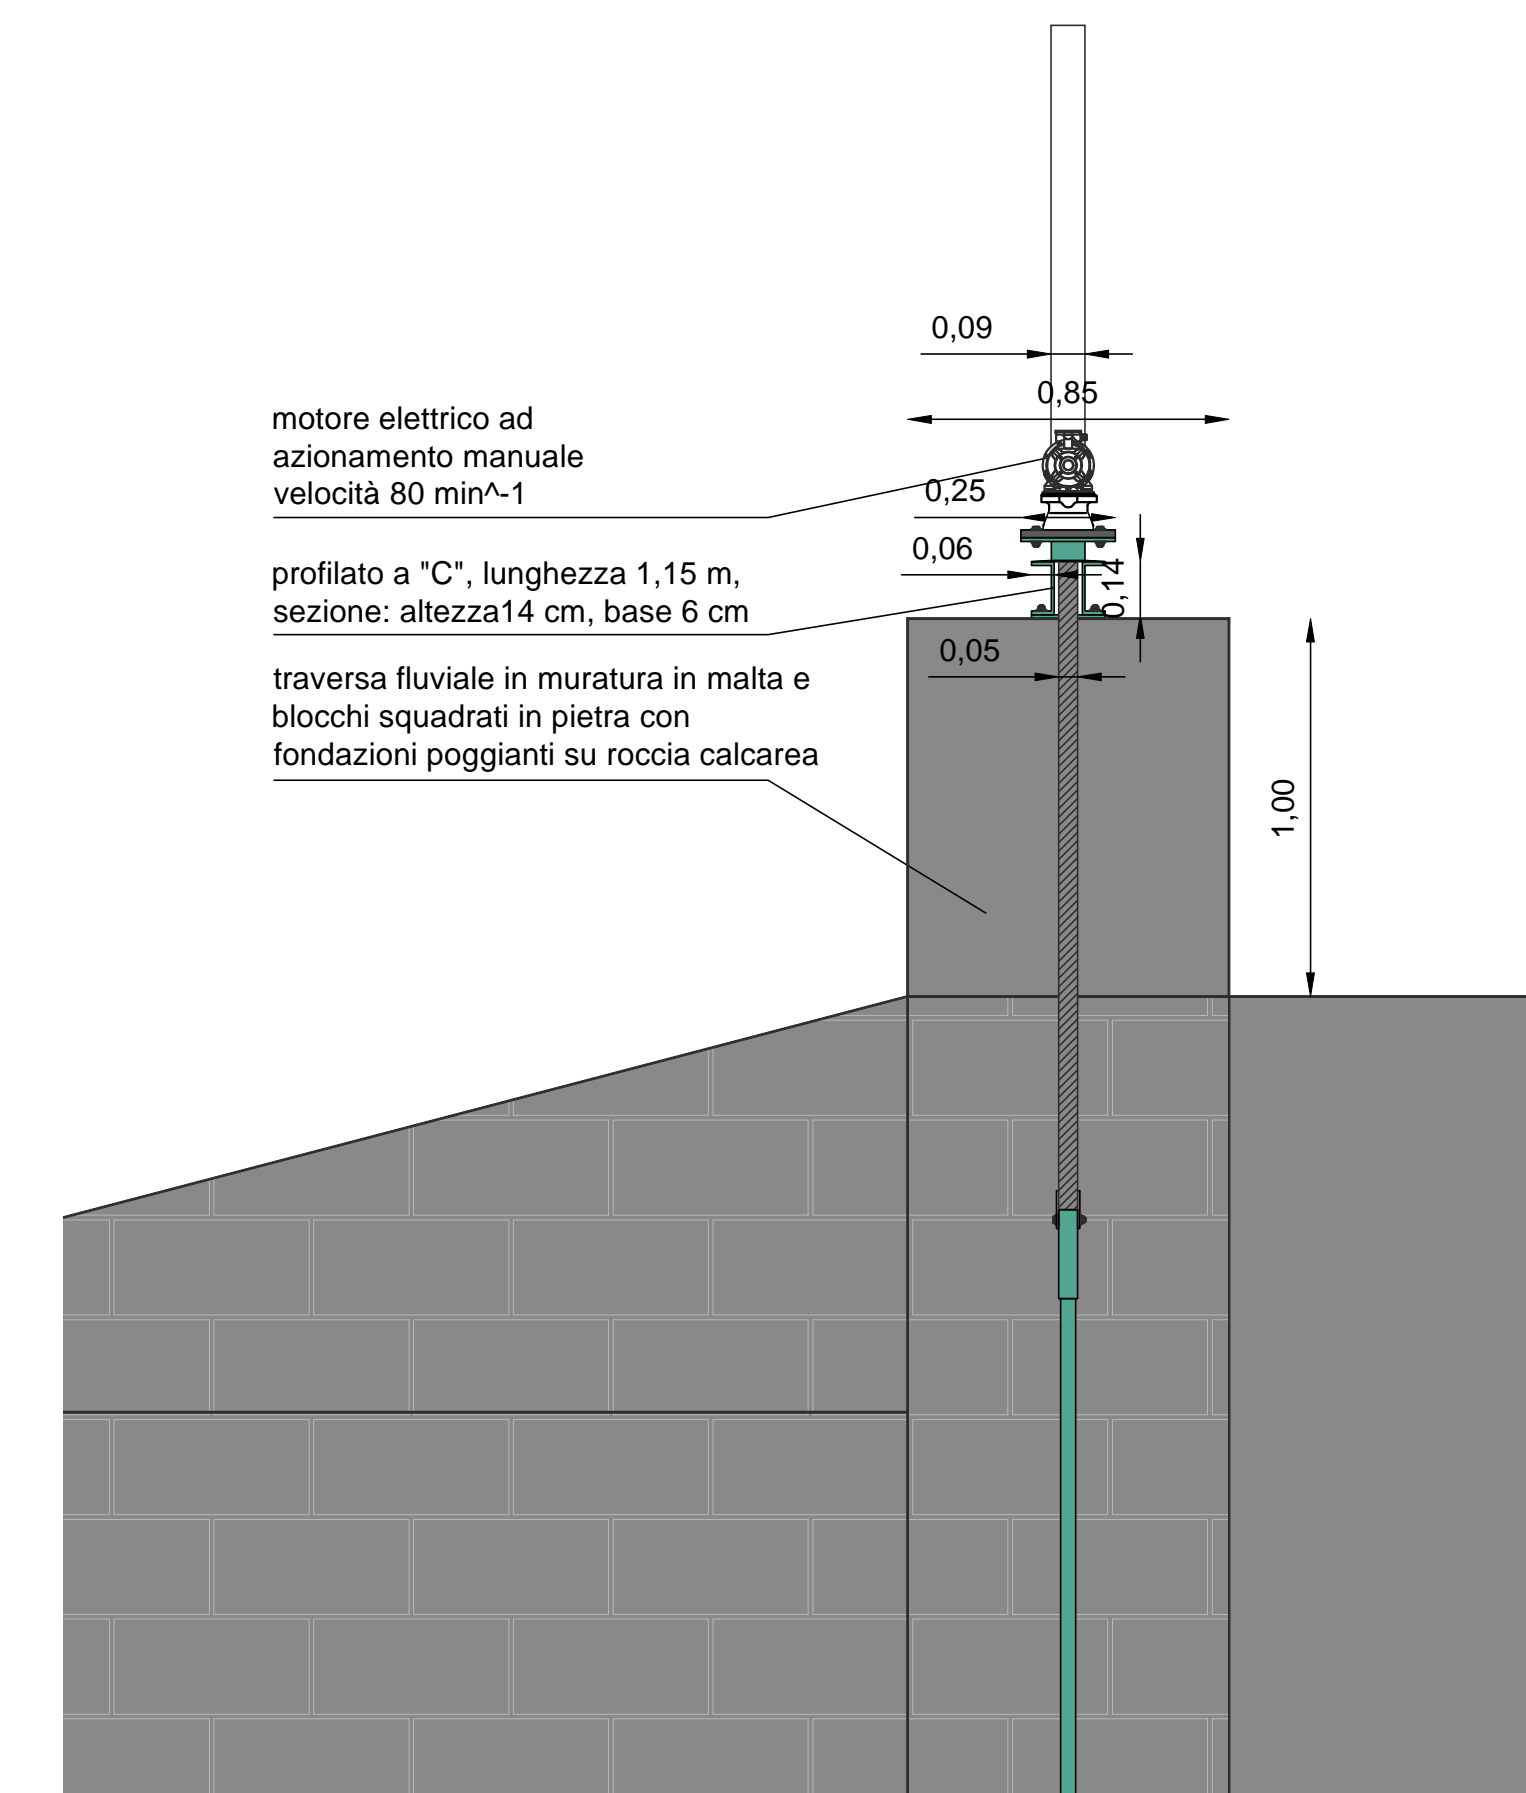 0,09
0,85
motore elettrico ad
azionamento manuale
velocità 80 min^-1
0,25
0,06
profilato a "C", lunghezza 1,15 m,
sezione: altezza14 cm, base 6 cm
0,14
0,05
traversa fluviale in muratura in malta e
blocchi squadrati in pietra con
fondazioni poggianti su roccia calcarea
1,00